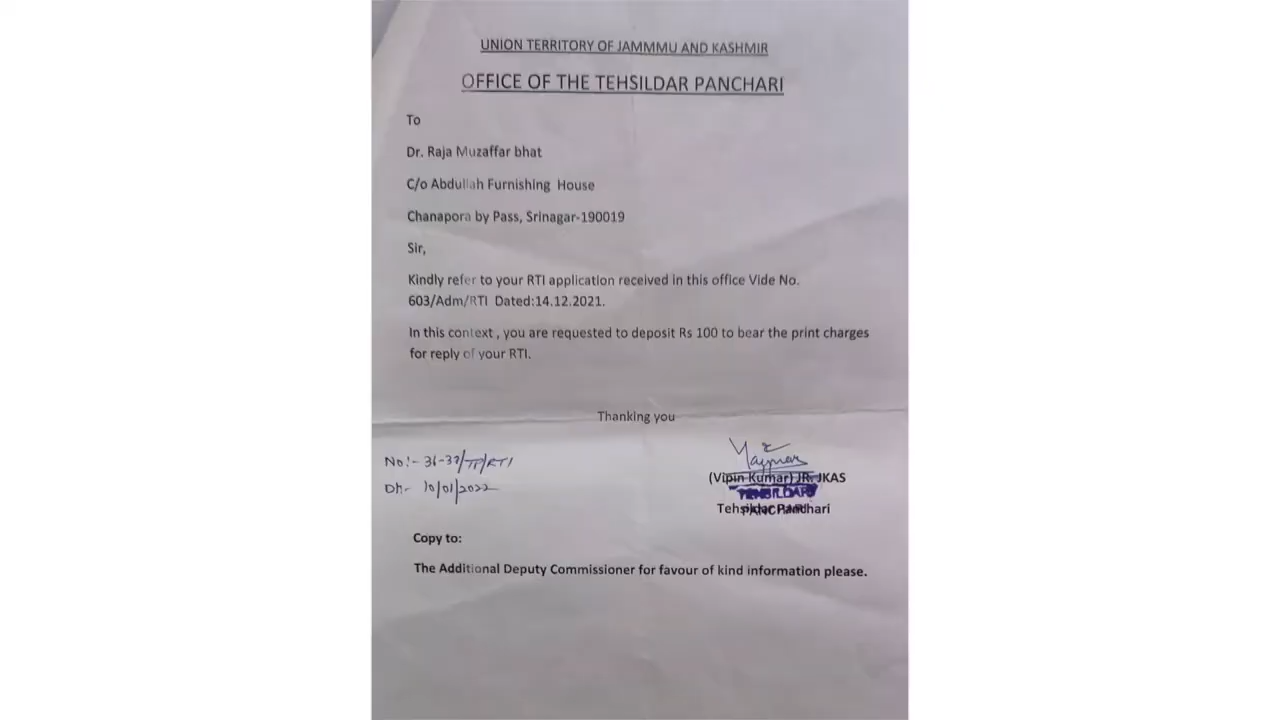 UNION TERRITORY OF JAMMMU AND KASHMIR
OFFICE OF THE TEHSILDAR PANCHARI
To
Dr. Raja Muzaffar bhat
C/o Abdullah Furnishing House
Chanapora by Pass, Srinagar-190019
Sir,
Kindly refer to your RTI application received in this office Vide No.
603/Adm/RTI Dated:14.12.2021.
In this context , you are requested to deposit Rs 100 to bear the print charges
for reply of your RTI.
Thanking you
No:- 36-37/TP/RTI
Dt- 10/01/2022
(Vipin Kumar) JR. JKAS
TEHSILDAR
Tehsildar Panchari
PANCHARI
Copy to:
The Additional Deputy Commissioner for favour of kind information please.